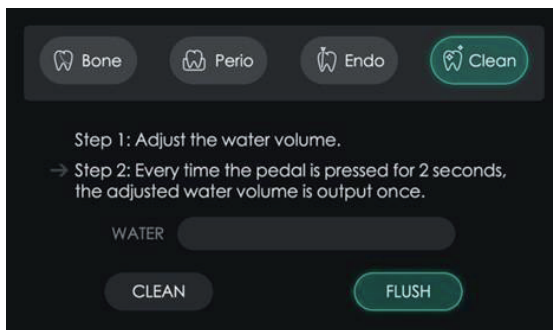 Bone Perio Endo Clean
Step 1: Adjust the water volume.
→ Step 2: Every time the pedal is pressed for 2 seconds,
the adjusted water volume is output once.
WATER
CLEAN FLUSH